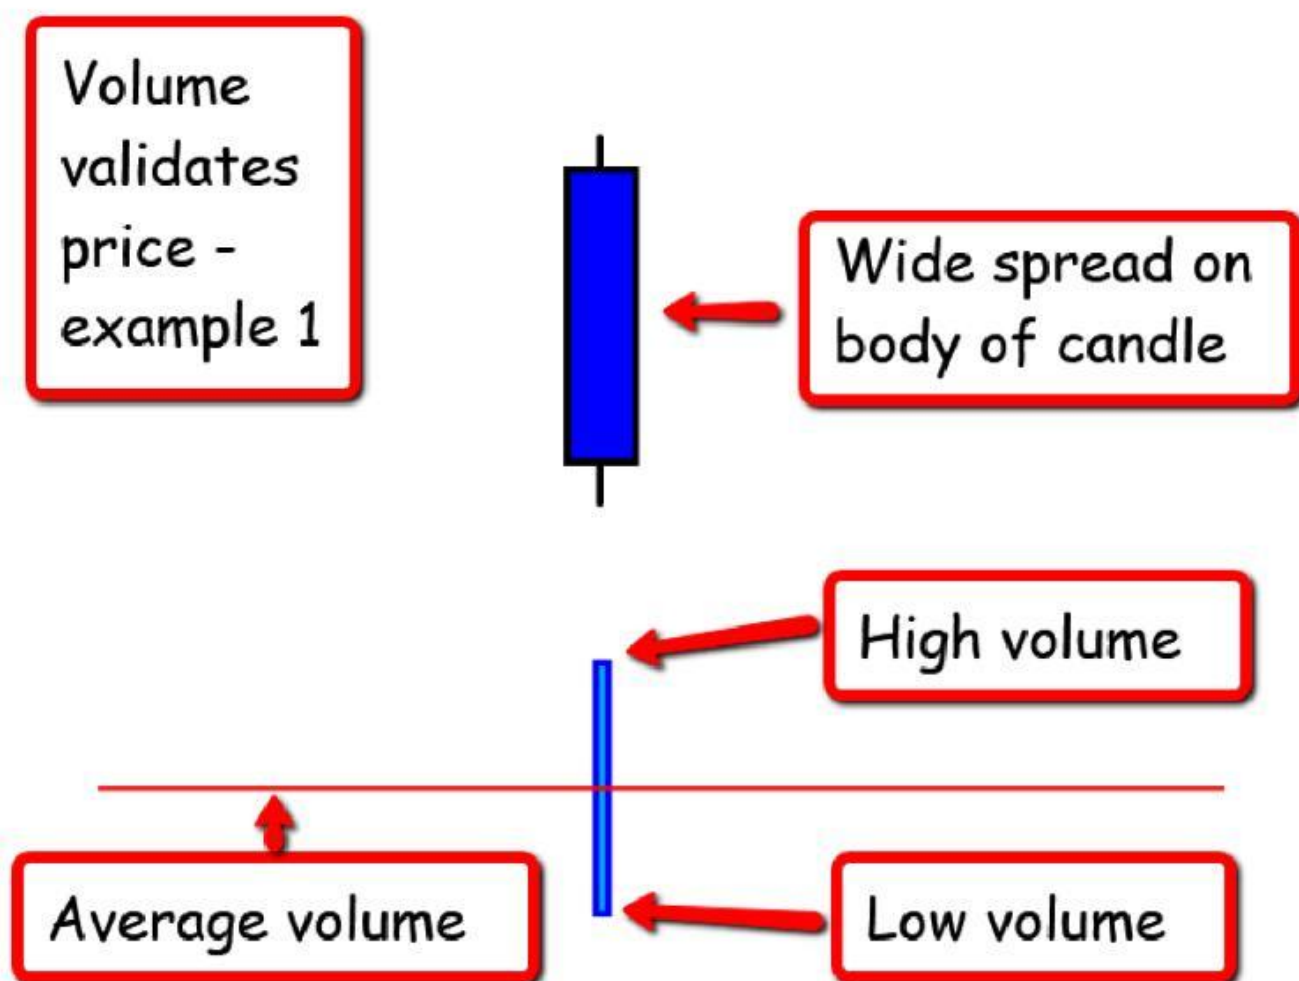 Volume
validates
price -
example 1
Wide spread on
body of candle
High volume
Average volume
Low volume